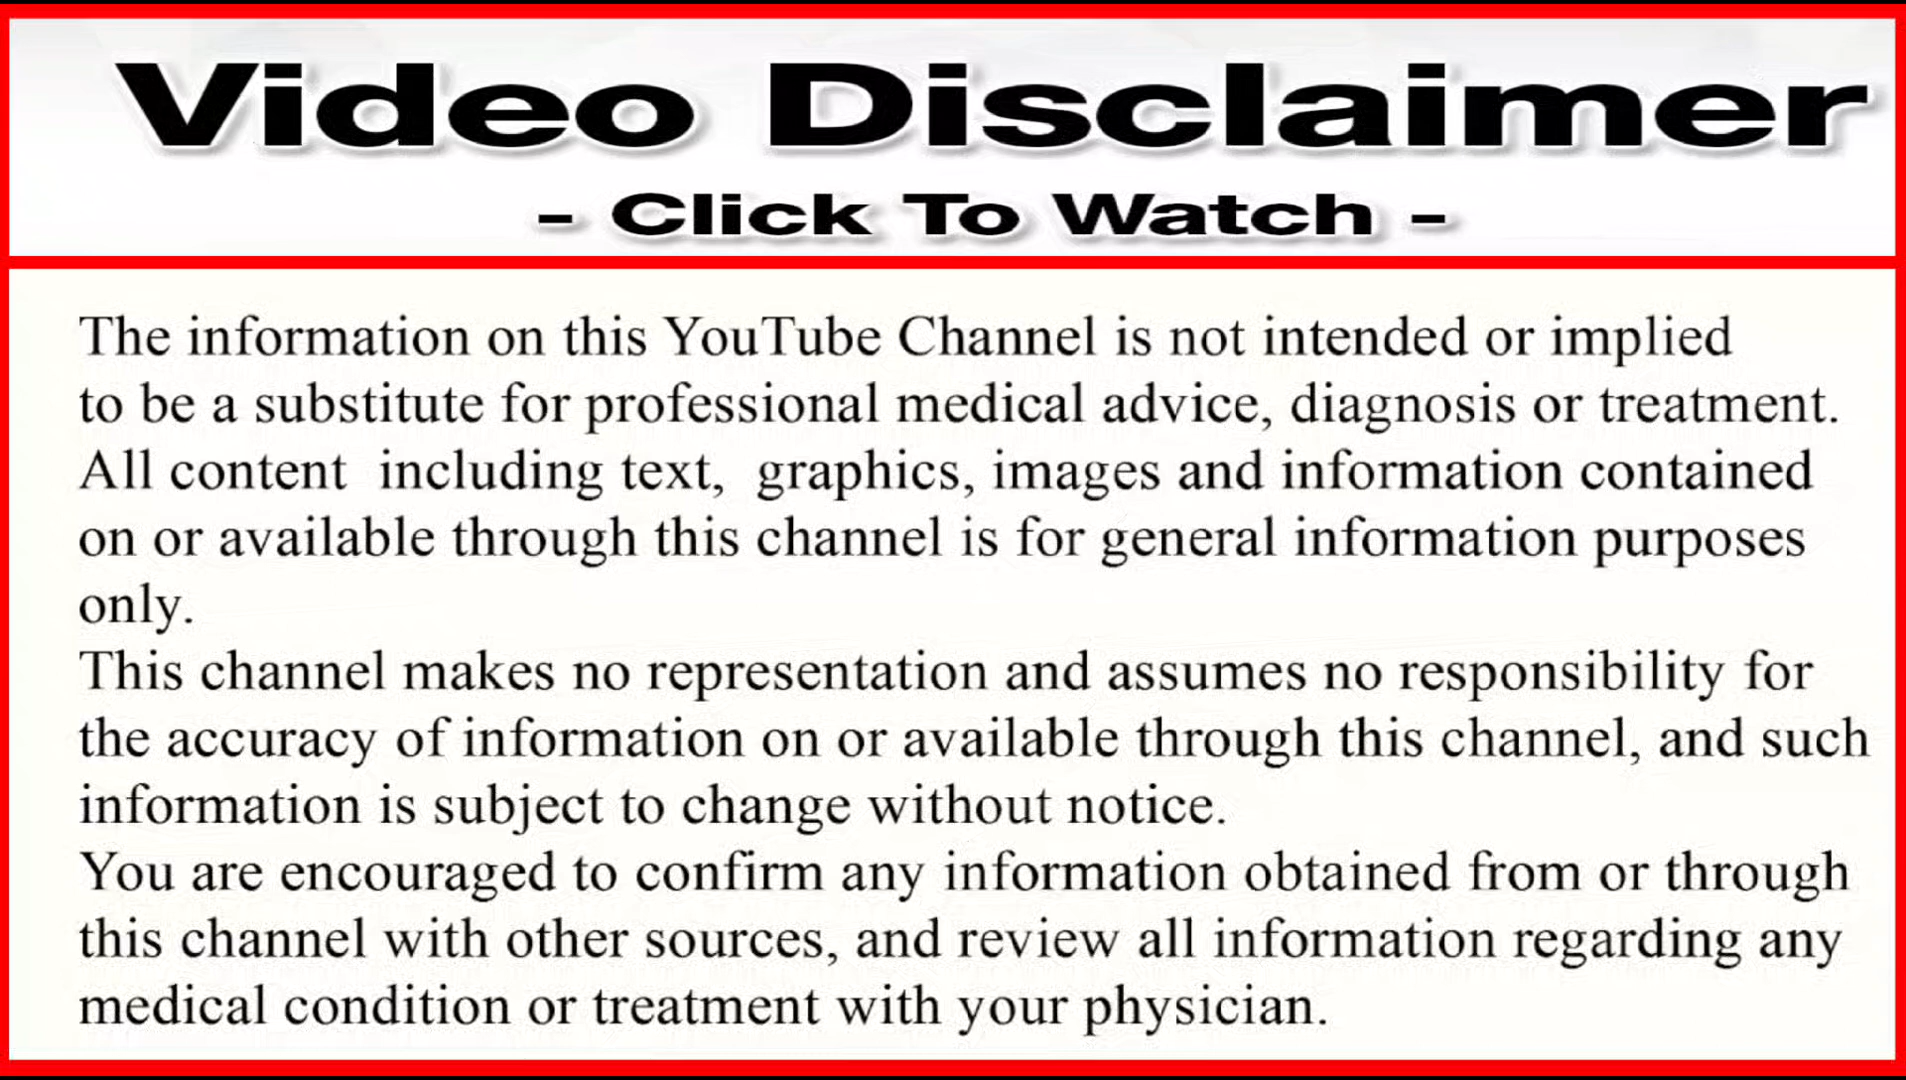 Video Disclaimer
- Click To Watch -
The information on this YouTube Channel is not intended or implied
to be a substitute for professional medical advice, diagnosis or treatment.
All content including text, graphics, images and information contained
on or available through this channel is for general information purposes
only.
This channel makes no representation and assumes no responsibility for
the accuracy of information on or available through this channel, and such
information is subject to change without notice.
You are encouraged to confirm any information obtained from or through
this channel with other sources, and review all information regarding any
medical condition or treatment with your physician.